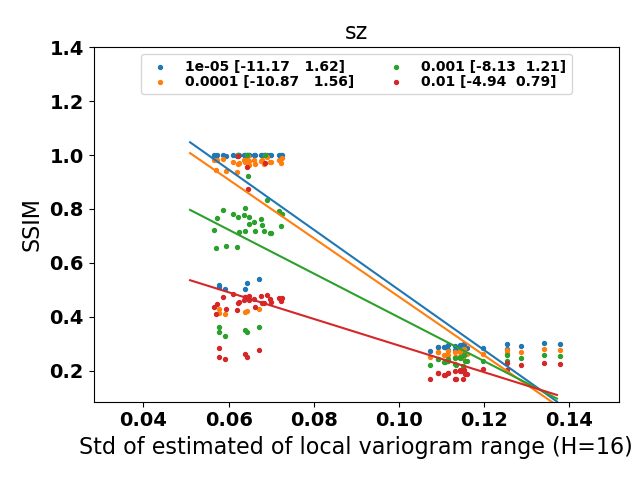 sz
1e-05 [-11.17 1.62]
0.0001 [-10.87 1.56]
0.001 [-8.13 1.21]
0.01 [-4.94 0.79]
SSIM
1.4
1.2
1.0
0.8
0.6
0.4
0.2
0.04 0.06 0.08 0.10 0.12 0.14
Std of estimated of local variogram range (H=16)